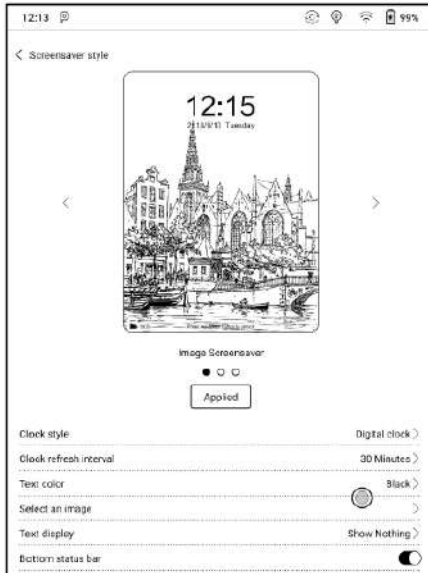 12:13 99%
Screensaver style
12:15
Tuesday
Image Screensaver
Applied
Clock style Digital clock
Clock refresh interval 30 Minutes
Text color Black
Select an image
Text display Show Nothing
Bottom status bar